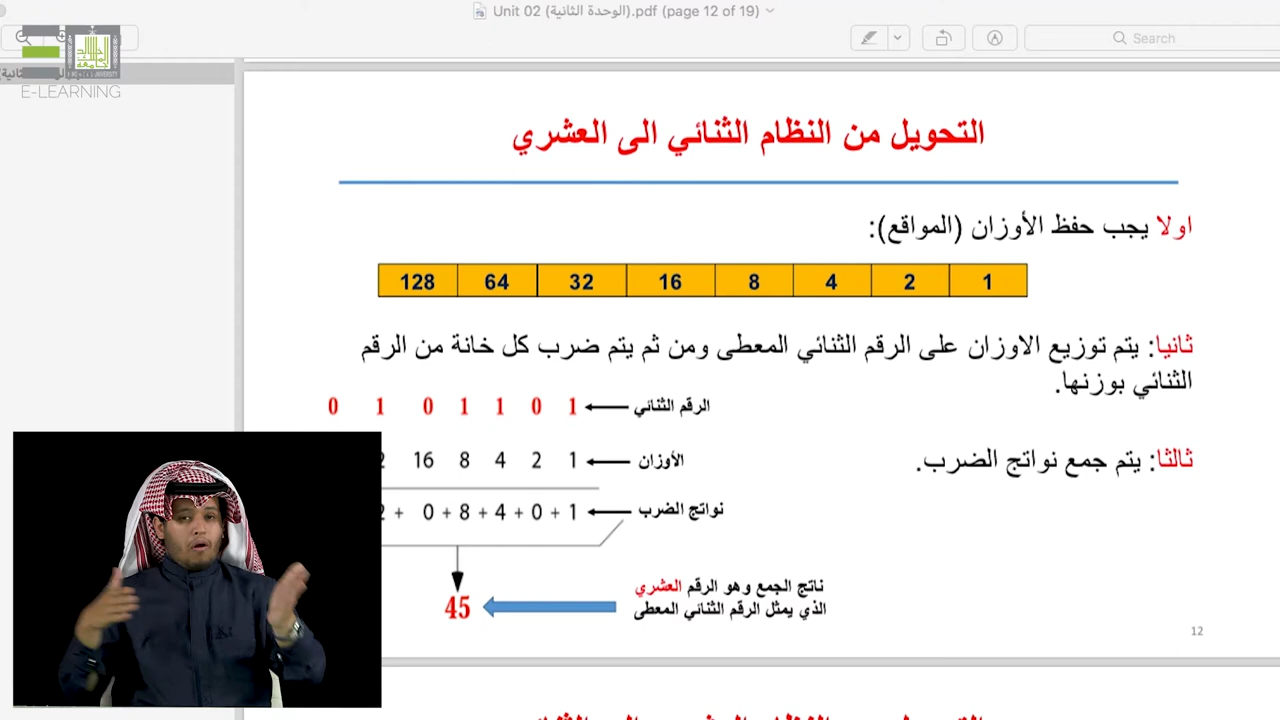 Unit 02 (الوحدة الثانية).pdf (page 12 of 19)
Search
E-LEARNING
التحويل من النظام الثنائي الى العشري
اولا يجب حفظ الأوزان (المواقع):
128 64 32 16 8 4 2 1
ثانيا: يتم توزيع الاوزان على الرقم الثنائي المعطى ومن ثم يتم ضرب كل خانة من الرقم
الثنائي بوزنها.
0 1 0 1 1 0 1 الرقم الثنائي
ثالثا: يتم جمع نواتج الضرب.
16 8 4 2 1 الأوزان
+ 0 + 8 + 4 + 0 + 1 نواتج الضرب
ناتج الجمع وهو الرقم العشري
الذي يمثل الرقم الثنائي المعطى
45
12